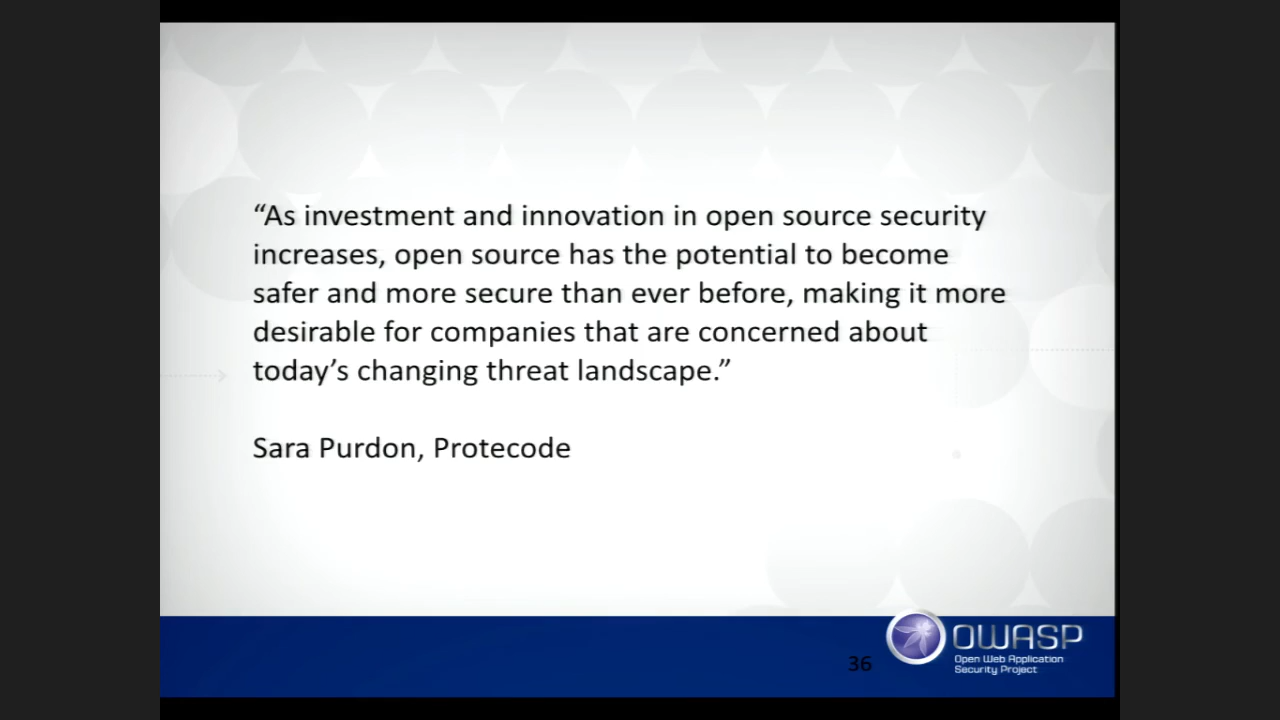 “As investment and innovation in open source security
increases, open source has the potential to become
safer and more secure than ever before, making it more
desirable for companies that are concerned about
today’s changing threat landscape.”
Sara Purdon, Protecode
36
OWASP
Open Web Application
Security Project